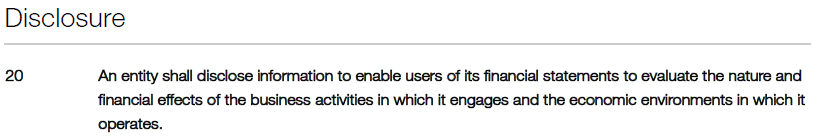 Disclosure
20 An entity shall disclose information to enable users of its financial statements to evaluate the nature and
financial effects of the business activities in which it engages and the economic environments in which it
operates.